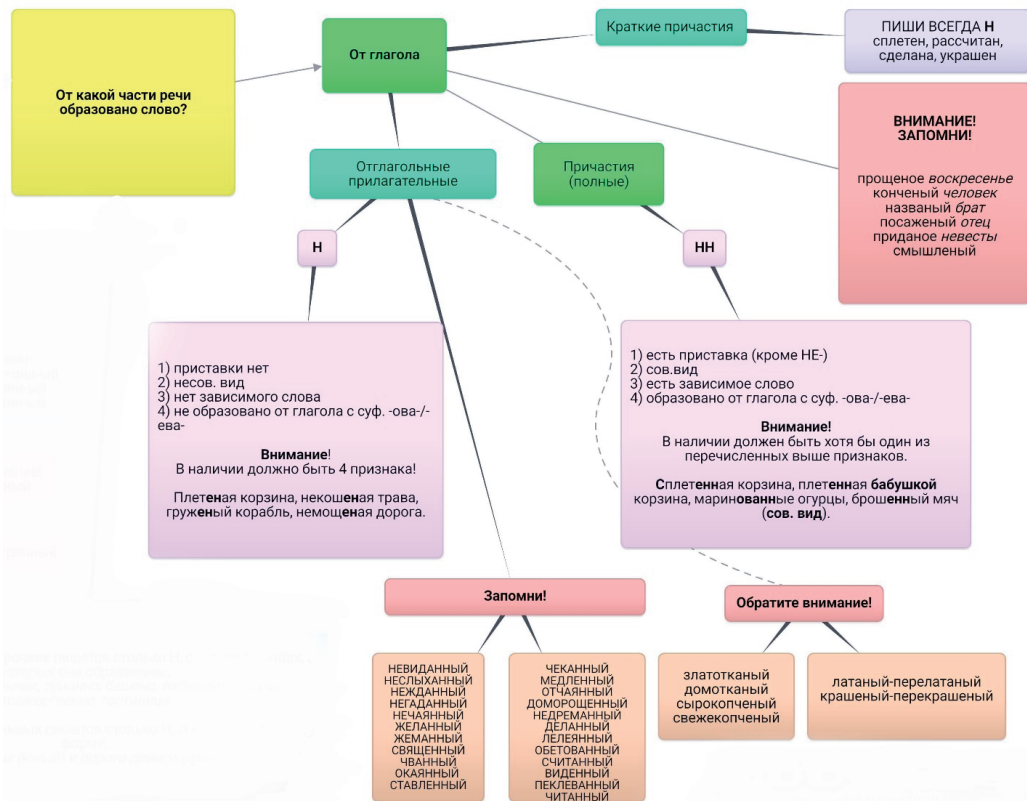 От какой части речи
образовано слово?
От глагола
Краткие причастия
ПИШИ ВСЕГДА Н
сплетен, рассчитан,
сделана, украшен
ВНИМАНИЕ!
ЗАПОМНИ!
прощеное воскресенье
конченый человек
названый брат
посаженый отец
приданое невесты
смышленый
Отглагольные
прилагательные
Причастия
(полные)
Н
НН
1) приставки нет
2) несов. вид
3) нет зависимого слова
4) не образовано от глагола с суф. -ова-/-
ева-
Внимание!
В наличии должно быть 4 признака!
Плетеная корзина, некошеная трава,
груженый корабль, немощеная дорога.
1) есть приставка (кроме НЕ-)
2) сов.вид
3) есть зависимое слово
4) образовано от глагола с суф. -ова-/-ева-
Внимание!
В наличии должен быть хотя бы один из
перечисленных выше признаков.
Сплетенная корзина, плетенная бабушкой
корзина, маринованные огурцы, брошенный мяч
(сов. вид).
Запомни!
НЕВИДАННЫЙ
НЕСЛЫХАННЫЙ
НЕЖДАННЫЙ
НЕГАДАННЫЙ
НЕЧАЯННЫЙ
ЖЕЛАННЫЙ
ЖЕМАННЫЙ
СВЯЩЕННЫЙ
ЧВАННЫЙ
ОКАЯННЫЙ
СТАВЛЕННЫЙ
ЧЕКАННЫЙ
МЕДЛЕННЫЙ
ОТЧАЯННЫЙ
ДОМОРОЩЕННЫЙ
НЕДРЕМАННЫЙ
ДЕЛАННЫЙ
ЛЕЛЕЯННЫЙ
ОБЕТОВАННЫЙ
СЧИТАННЫЙ
ВИДЕННЫЙ
ПЕКЛЕВАННЫЙ
ЧИТАННЫЙ
Обратите внимание!
златотканый
домотканый
сырокопченый
свежекопченый
латаный-перелатаный
крашеный-перекрашеный